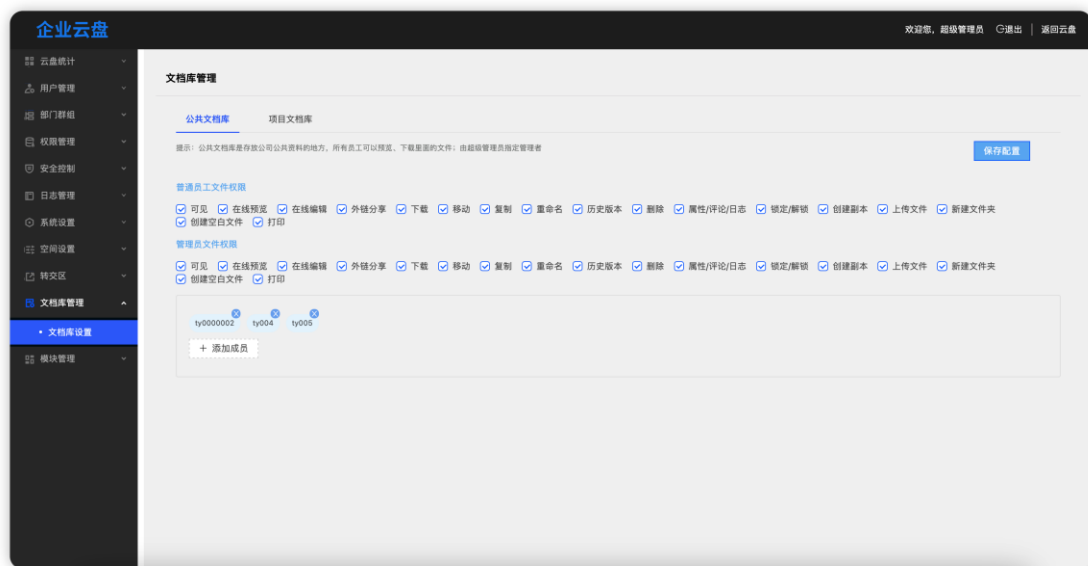 企业云盘
欢迎您，超级管理员 退出 | 返回云盘
云盘统计
用户管理
部门群组
权限管理
安全控制
日志管理
系统设置
空间设置
转交区
文档库管理
• 文档库设置
模块管理
文档库管理
公共文档库 项目文档库
提示：公共文档库是存放公司公共资料的地方，所有员工可以预览、下载里面的文件；由超级管理员指定管理者
保存配置
普通员工文件权限
可见 在线预览 在线编辑 外链分享 下载 移动 复制 重命名 历史版本 删除 属性/评论/日志 锁定/解锁 创建副本 上传文件 新建文件夹
创建空白文件 打印
管理员文件权限
可见 在线预览 在线编辑 外链分享 下载 移动 复制 重命名 历史版本 删除 属性/评论/日志 锁定/解锁 创建副本 上传文件 新建文件夹
创建空白文件 打印
ty0000002 ty004 ty005
+ 添加成员